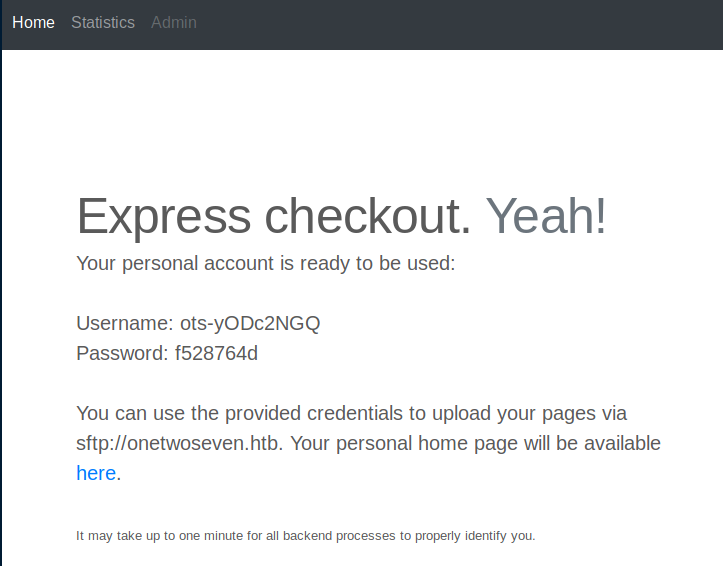 Home Statistics Admin
Express checkout. Yeah!
Your personal account is ready to be used:
Username: ots-yODc2NGQ
Password: f528764d
You can use the provided credentials to upload your pages via
sftp://onetwoseven.htb. Your personal home page will be available
here.
It may take up to one minute for all backend processes to properly identify you.